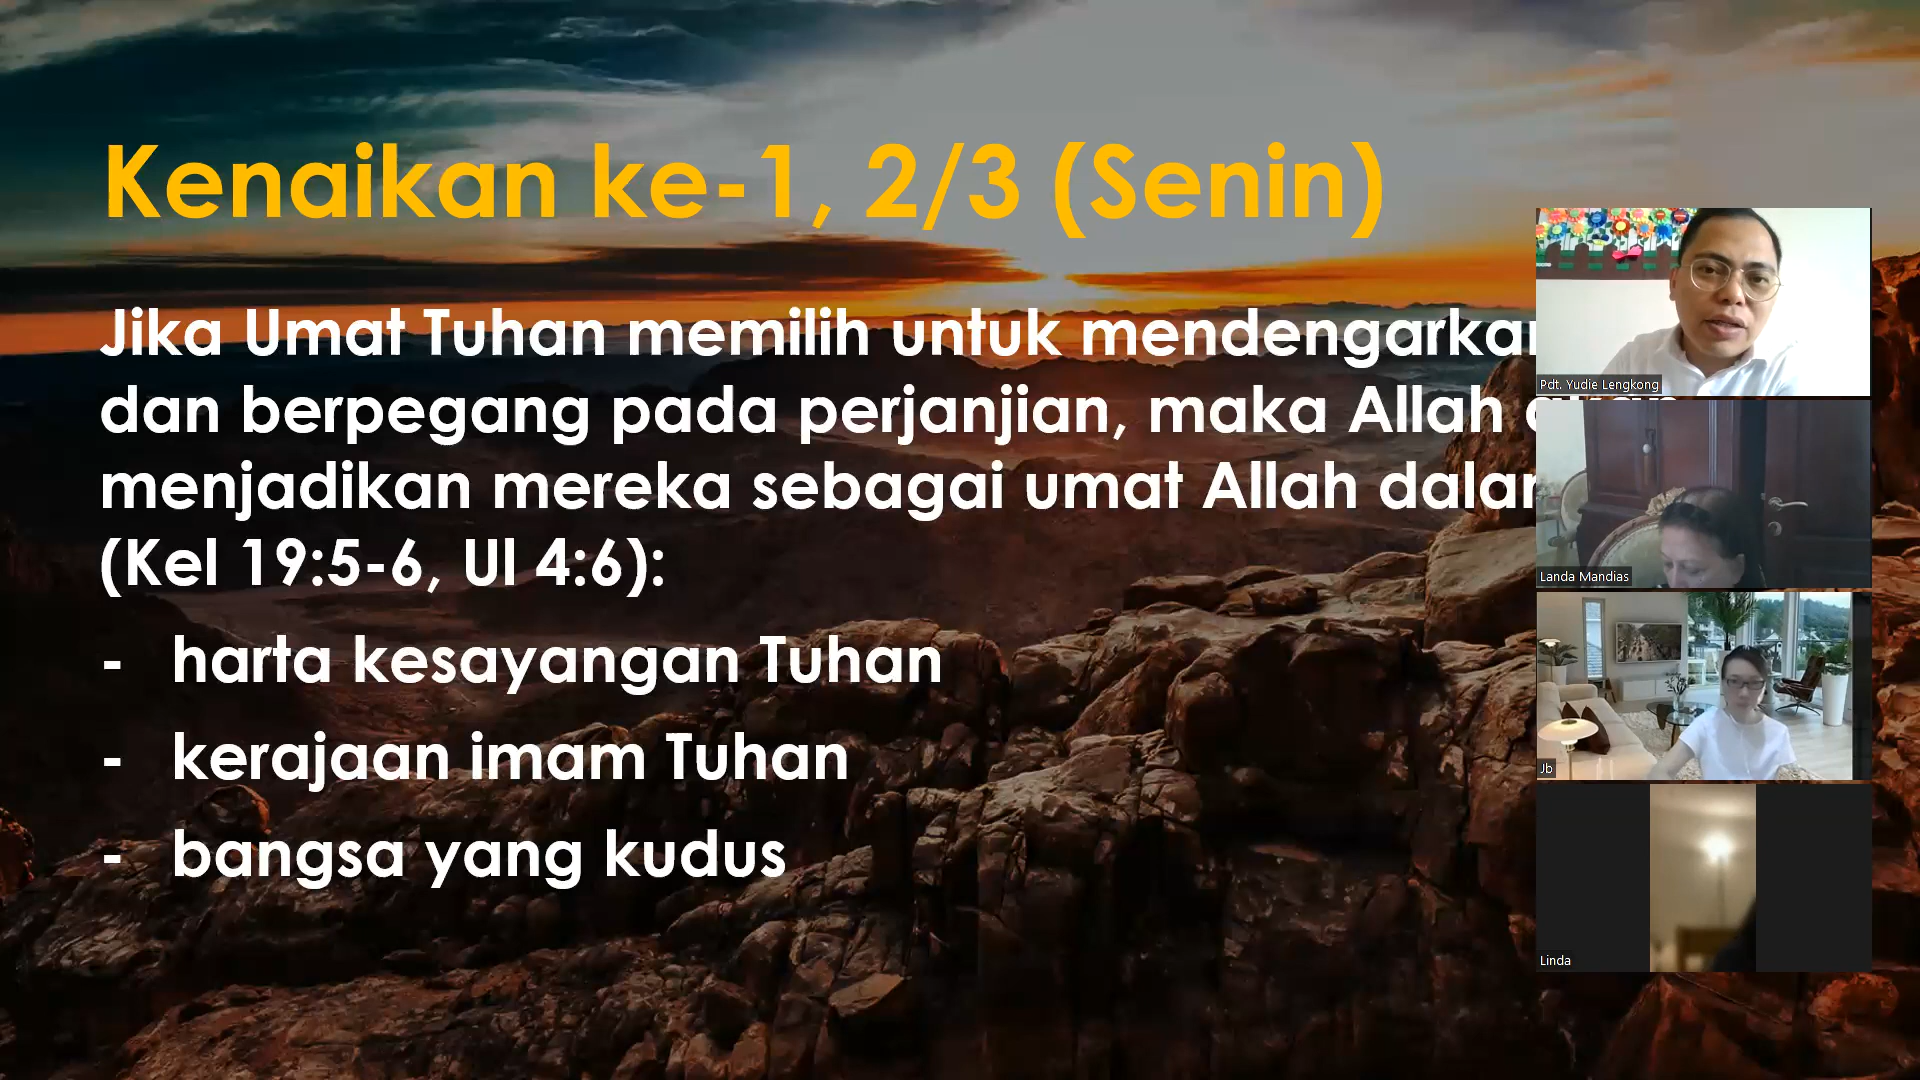 Kenaikan ke-1, 2/3 (Senin)
Jika Umat Tuhan memilih untuk mendengarkan
dan berpegang pada perjanjian, maka Allah akan
menjadikan mereka sebagai umat Allah
(Kel 19:5-6, Ul 4:6):
- harta kesayangan Tuhan
- kerajaan imam Tuhan
- bangsa yang kudus
Pdt. Yudie Lengkong
Landa Mandias
Jb
Linda